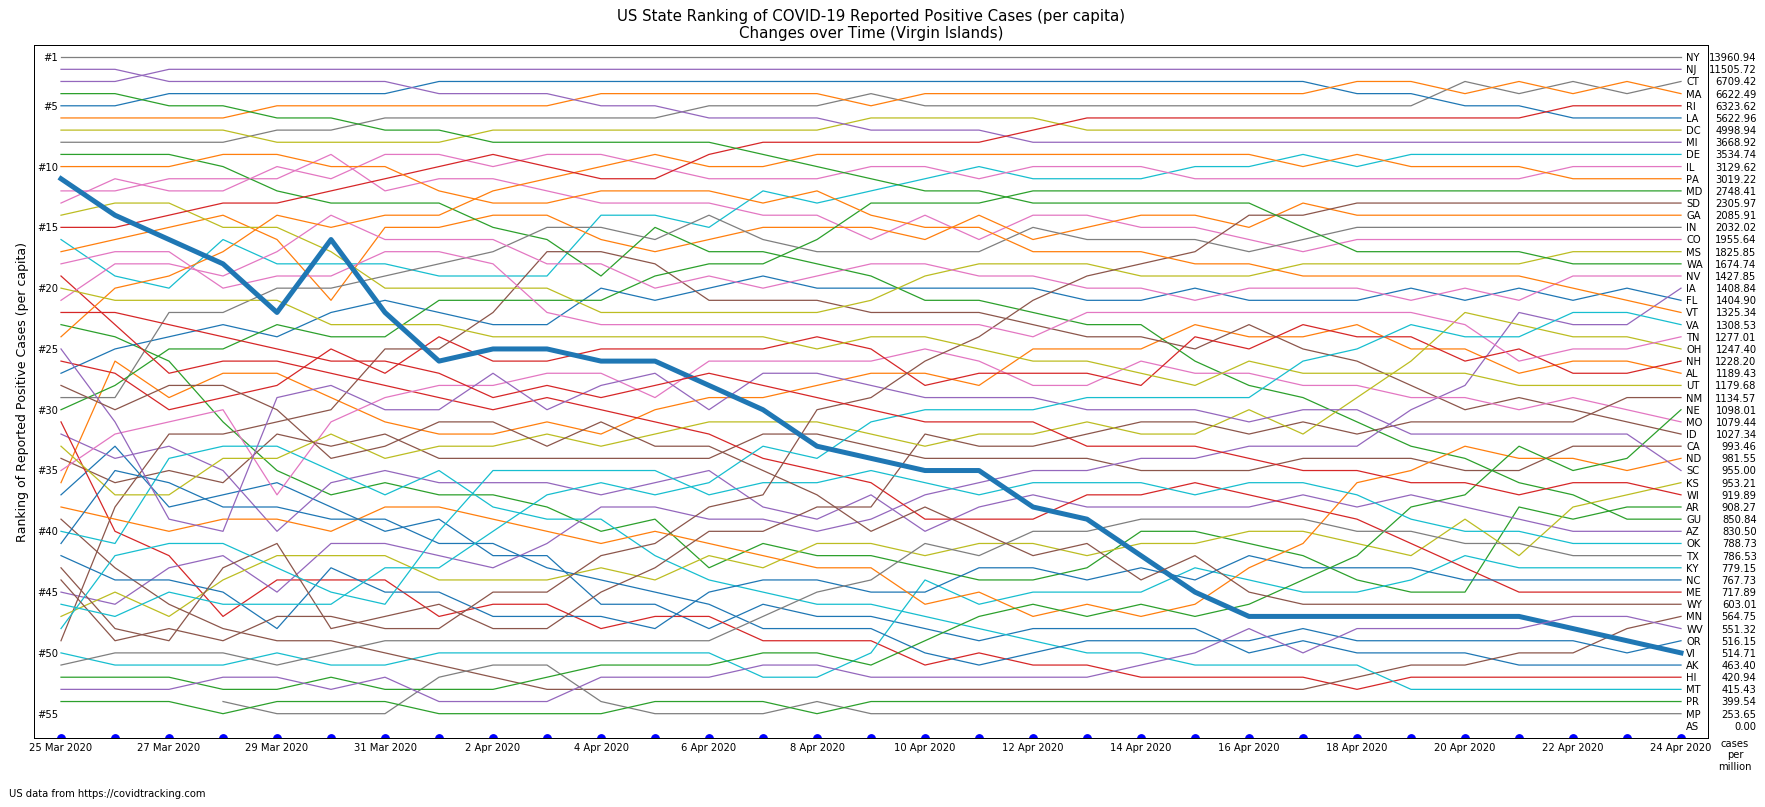 US State Ranking of COVID-19 Reported Positive Cases (per capita)
Changes over Time (Virgin Islands)
Ranking of Reported Positive Cases (per capita)
#1
#5
#10
#15
#20
#25
#30
#35
#40
#45
#50
#55
NY 13960.94
NJ 11505.72
CT 6709.42
MA 6622.49
RI 6323.62
LA 5622.96
DC 4998.94
MI 3668.92
DE 3534.74
IL 3129.62
PA 3019.22
MD 2748.41
SD 2305.97
GA 2085.91
IN 2032.02
CO 1955.64
MS 1825.85
WA 1674.74
NV 1427.85
IA 1408.84
FL 1404.90
VT 1325.34
VA 1308.53
TN 1277.01
OH 1247.40
NH 1228.20
AL 1189.43
UT 1179.68
NM 1134.57
NE 1098.01
MO 1079.44
ID 1027.34
CA 993.46
ND 981.55
SC 955.00
KS 953.21
WI 919.89
AR 908.27
GU 850.84
AZ 830.50
OK 788.73
TX 786.53
KY 779.15
NC 767.73
ME 717.89
WY 603.01
MN 564.75
WV 551.32
OR 516.15
VI 514.71
AK 463.40
HI 420.94
MT 415.43
PR 399.54
MP 253.65
AS 0.00
25 Mar 2020 27 Mar 2020 29 Mar 2020 31 Mar 2020 2 Apr 2020 4 Apr 2020 6 Apr 2020 8 Apr 2020 10 Apr 2020 12 Apr 2020 14 Apr 2020 16 Apr 2020 18 Apr 2020 20 Apr 2020 22 Apr 2020 24 Apr 2020
cases
per
million
US data from https://covidtracking.com